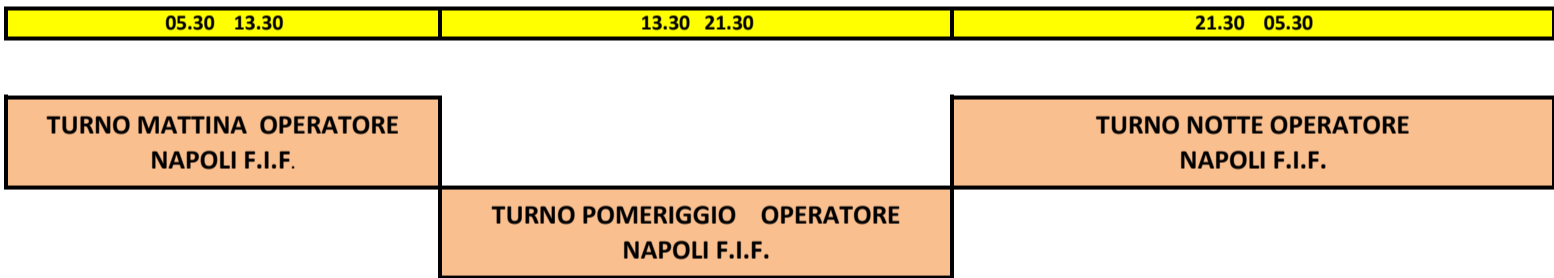 05.30 13.30
13.30 21.30
21.30 05.30
TURNO MATTINA OPERATORE
NAPOLI F.I.F.
TURNO NOTTE OPERATORE
NAPOLI F.I.F.
TURNO POMERIGGIO OPERATORE
NAPOLI F.I.F.